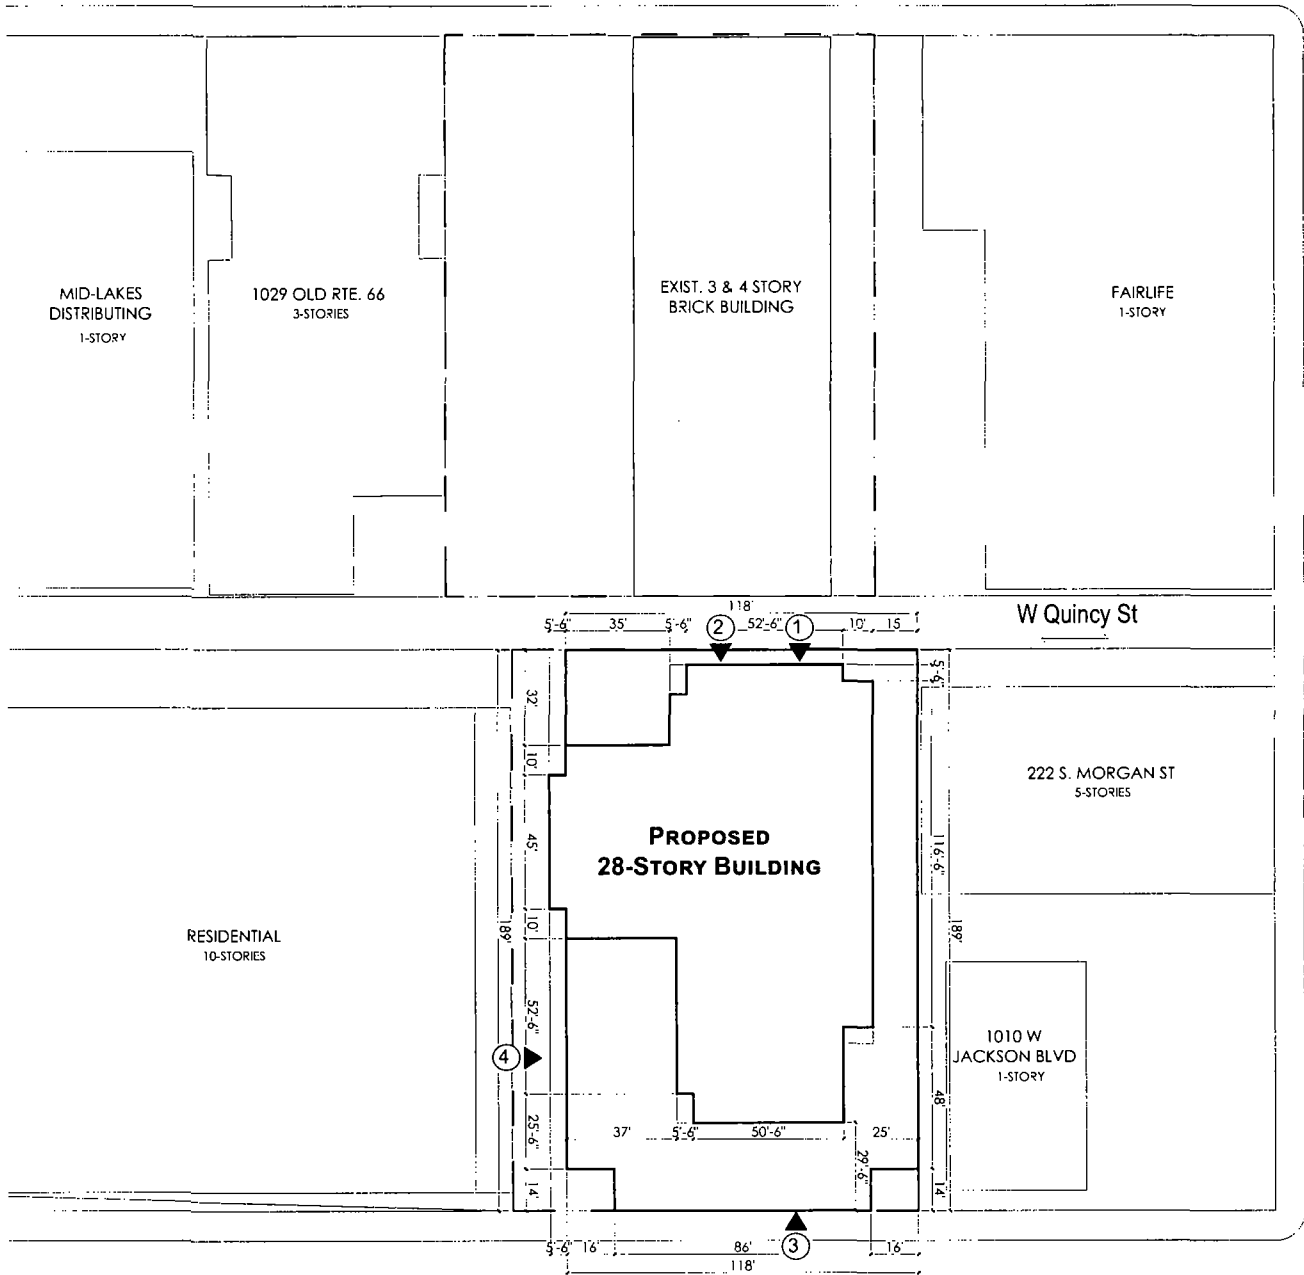 MID-LAKES
DISTRIBUTING
1-STORY
1029 OLD RTE. 66
3-STORIES
EXIST. 3 & 4 STORY
BRICK BUILDING
FAIRLIFE
1-STORY
W Quincy St
118'
5'-6"
35'
5'-6"
2
52'-6"
1
10'
15
5'-6"
32'
10'
45'
10'
189'
52'-6"
25'-6"
14'
PROPOSED
28-STORY BUILDING
222 S. MORGAN ST
5-STORIES
116'-6"
189'
RESIDENTIAL
10-STORIES
4
1010 W
JACKSON BLVD
1-STORY
48'
37'
5'-6"
50'-6"
25'
29'-6"
14'
5'-6"
16'
86'
3
16'
118'